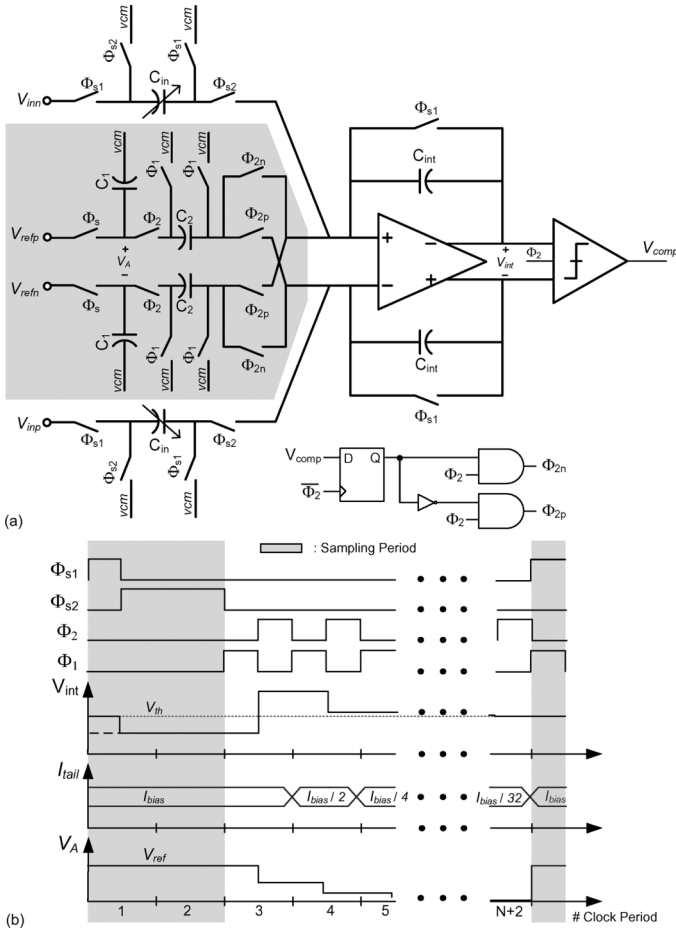 vcm
vcm
Φs2
Φs1
Cin
Vinn
Φs1
Φs2
Φs1
Cint
vcm
vcm
vcm
C1
Φ1
Φ1
Φ2n
Φs
Φ2
C2
Φ2p
Vrefp
+
VA
−
Vrefn
Φs
Φ2
C2
Φ2p
C1
Φ1
Φ1
Φ2n
vcm
vcm
vcm
+
−
−
+
+
Vint
−
Φ2
Vcomp
Cint
Φs1
Vinp
Φs1
Cin
Φs2
Φs2
Φs1
vcm
vcm
Vcomp
D
Q
Φ2
Φ2
Φ2n
Φ2
Φ2p
(a)
: Sampling Period
Φs1
Φs2
Φ2
Φ1
Vint
Vth
Itail
Ibias
Ibias / 2
Ibias / 4
Ibias / 32
Ibias
VA
Vref
1
2
3
4
5
N+2
# Clock Period
(b)